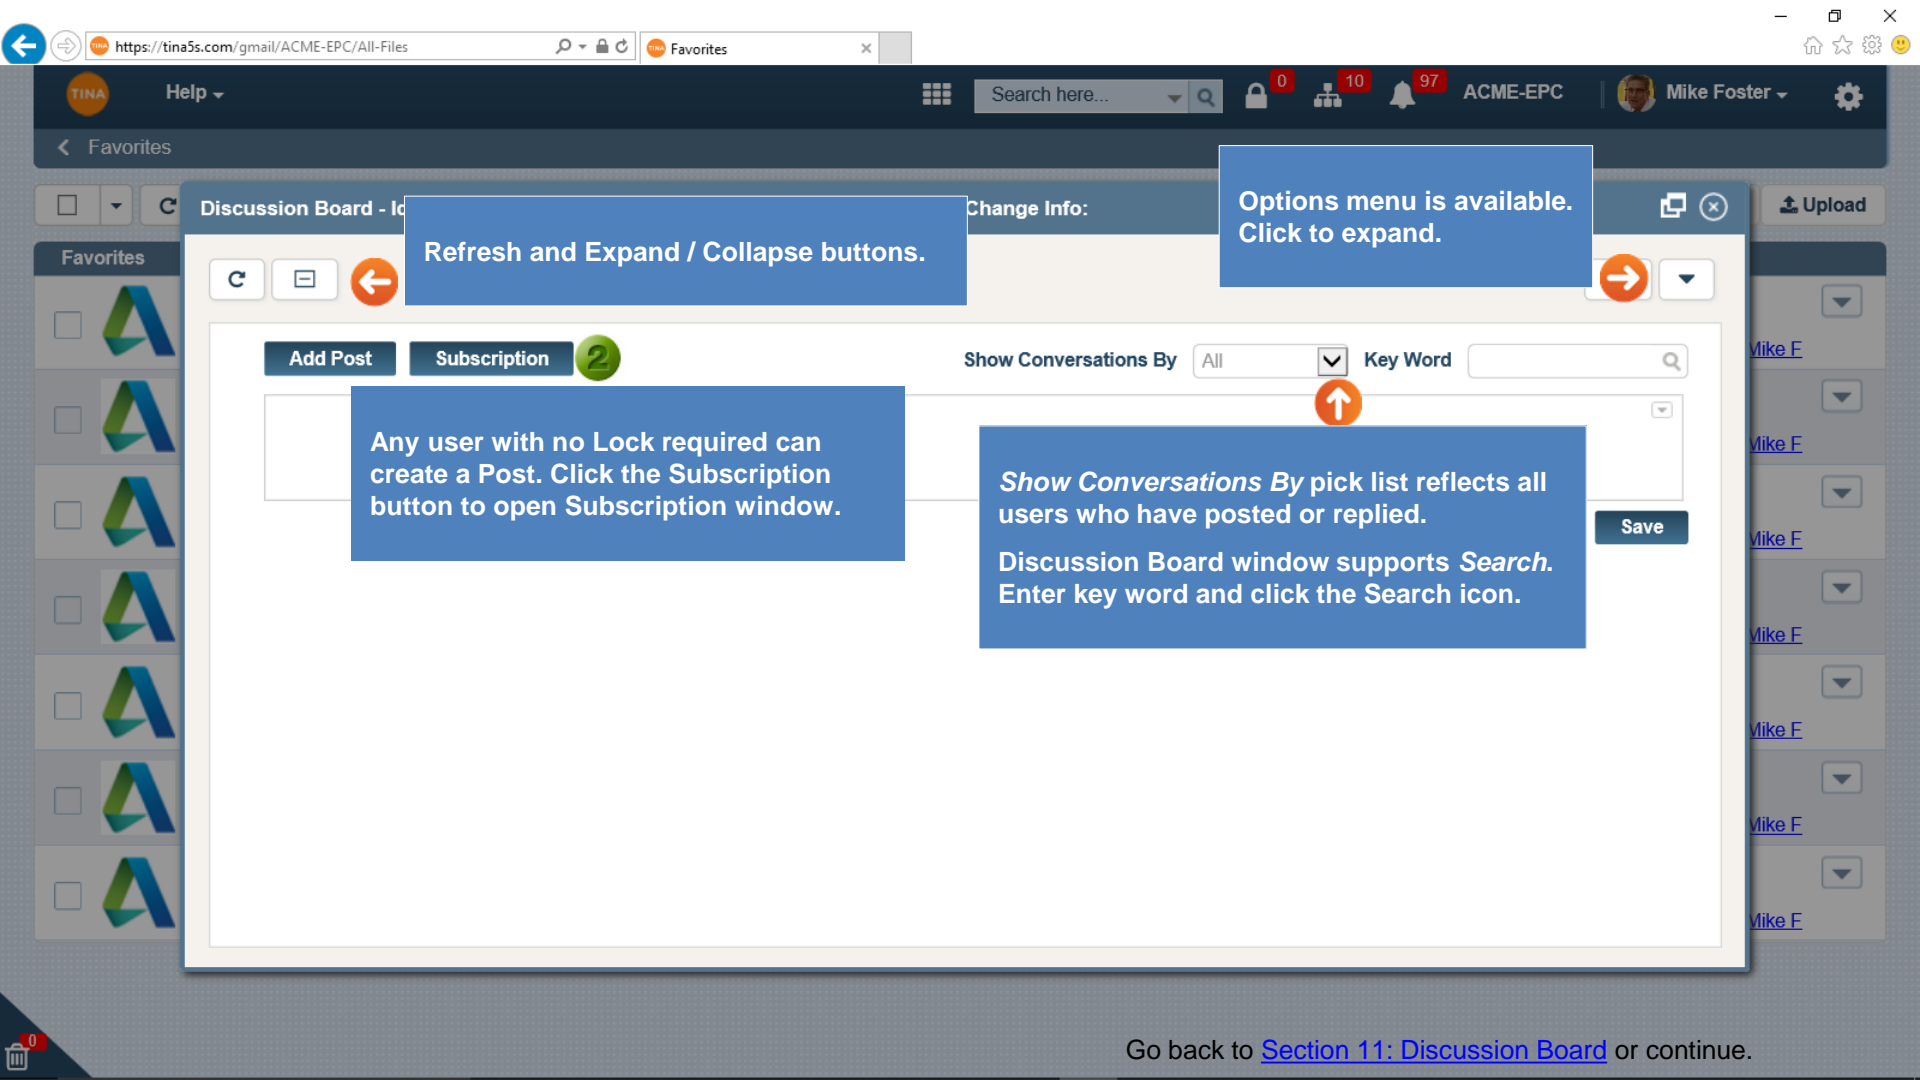 https://tina5s.com/gmail/ACME-EPC/All-Files
Favorites
TINA
Help
Search here...
0
10
97
ACME-EPC
Mike Foster
Favorites
Upload
Discussion Board -
Change Info:
Options menu is available.
Click to expand.
Refresh and Expand / Collapse buttons.
Favorites
Add Post
Subscription
2
Show Conversations By
All
Key Word
Any user with no Lock required can
create a Post. Click the Subscription
button to open Subscription window.
Show Conversations By pick list reflects all
users who have posted or replied.
Discussion Board window supports Search.
Enter key word and click the Search icon.
Save
Mike F
Mike F
Mike F
Mike F
Mike F
Mike F
Mike F
0
Go back to Section 11: Discussion Board or continue.